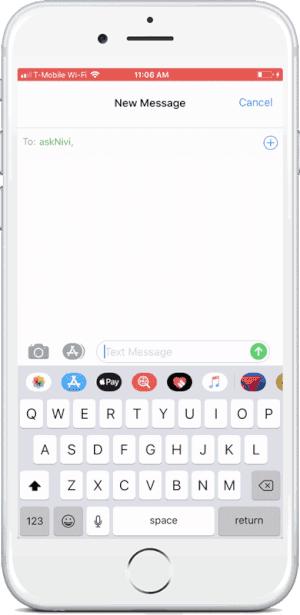 T-Mobile Wi-Fi 11:06 AM
New Message Cancel
To: askNivi,
Text Message
Pay
Q W E R T Y U I O P
A S D F G H J K L
Z X C V B N M
123 space return